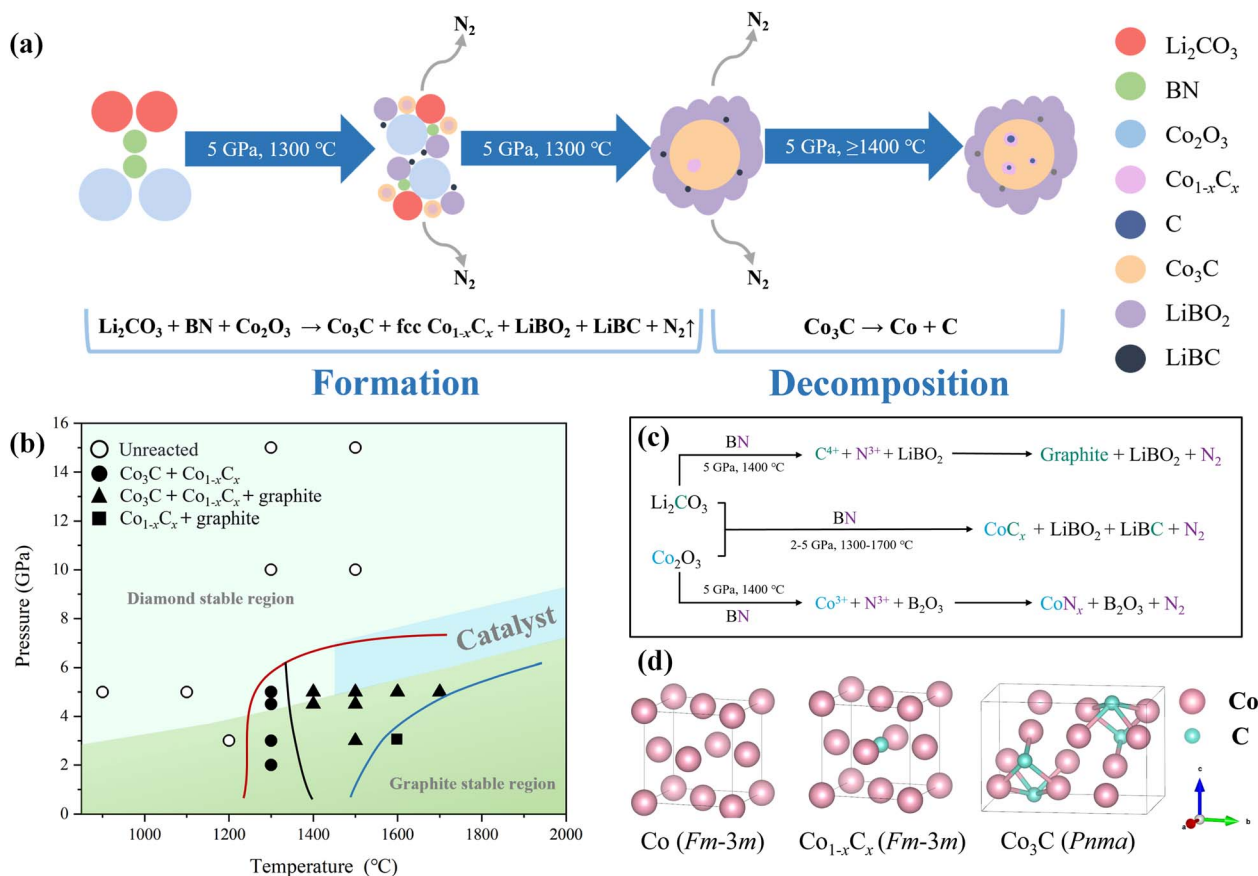 (a)
N₂
N₂
Li₂CO₃
BN
Co₂O₃
Co₁₋ₓCₓ
C
Co₃C
LiBO₂
LiBC
5 GPa, 1300 ℃
5 GPa, 1300 ℃
5 GPa, ≥1400 ℃
N₂
N₂
Li₂CO₃ + BN + Co₂O₃ → Co₃C + fcc Co₁₋ₓCₓ + LiBO₂ + LiBC + N₂↑
Co₃C → Co + C
Formation
Decomposition
(b)
Pressure (GPa)
16
14
12
10
8
6
4
2
0
Unreacted
Co₃C + Co₁₋ₓCₓ
Co₃C + Co₁₋ₓCₓ + graphite
Co₁₋ₓCₓ + graphite
Diamond stable region
Catalyst
Graphite stable region
1000 1200 1400 1600 1800 2000
Temperature (℃)
(c)
BN
5 GPa, 1400 ℃
C⁴⁺ + N³⁺ + LiBO₂
Graphite + LiBO₂ + N₂
Li₂CO₃
BN
2-5 GPa, 1300-1700 ℃
CoCₓ + LiBO₂ + LiBC + N₂
Co₂O₃
5 GPa, 1400 ℃
BN
Co³⁺ + N³⁺ + B₂O₃
CoNₓ + B₂O₃ + N₂
(d)
Co
C
c
a
b
Co (Fm-3m)
Co₁₋ₓCₓ (Fm-3m)
Co₃C (Pnma)